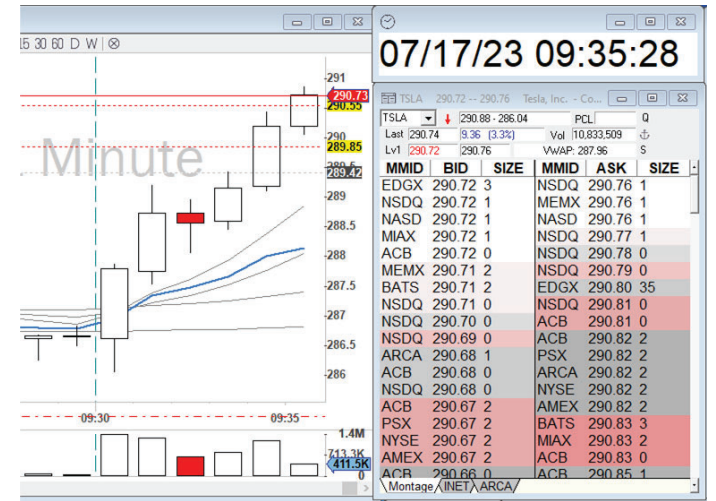 15 30 60 D W
Minute
291
290.73
290.55
290
289.85
289.5
289.42
289
288.5
288
287.5
287
286.5
286
09:30 09:35
1.4M
713.3K
411.5K
0
07/17/23 09:35:28
TSLA 290.72 -- 290.76 Tesla, Inc. - Co...
TSLA 290.88 - 286.04 PCL Q
Last 290.74 9.36 (3.3%) Vol 10,833,509
Lv1 290.72 290.76 VWAP: 287.96 S
MMID BID SIZE MMID ASK SIZE
EDGX 290.72 3 NSDQ 290.76 1
NSDQ 290.72 1 MEMX 290.76 1
NASD 290.72 1 NASD 290.76 1
MIAX 290.72 1 NSDQ 290.77 1
ACB 290.72 0 NSDQ 290.78 0
MEMX 290.71 2 NSDQ 290.79 0
BATS 290.71 2 EDGX 290.80 35
NSDQ 290.71 0 NSDQ 290.81 0
NSDQ 290.70 0 ACB 290.81 0
NSDQ 290.69 0 ACB 290.82 2
ARCA 290.68 1 PSX 290.82 2
ACB 290.68 0 ARCA 290.82 2
NSDQ 290.68 0 NYSE 290.82 2
ACB 290.67 2 AMEX 290.82 2
PSX 290.67 2 BATS 290.83 3
NYSE 290.67 2 MIAX 290.83 2
AMEX 290.67 2 ACB 290.83 0
ACB 290.66 0 ACB 290.85 1
Montage INET ARCA